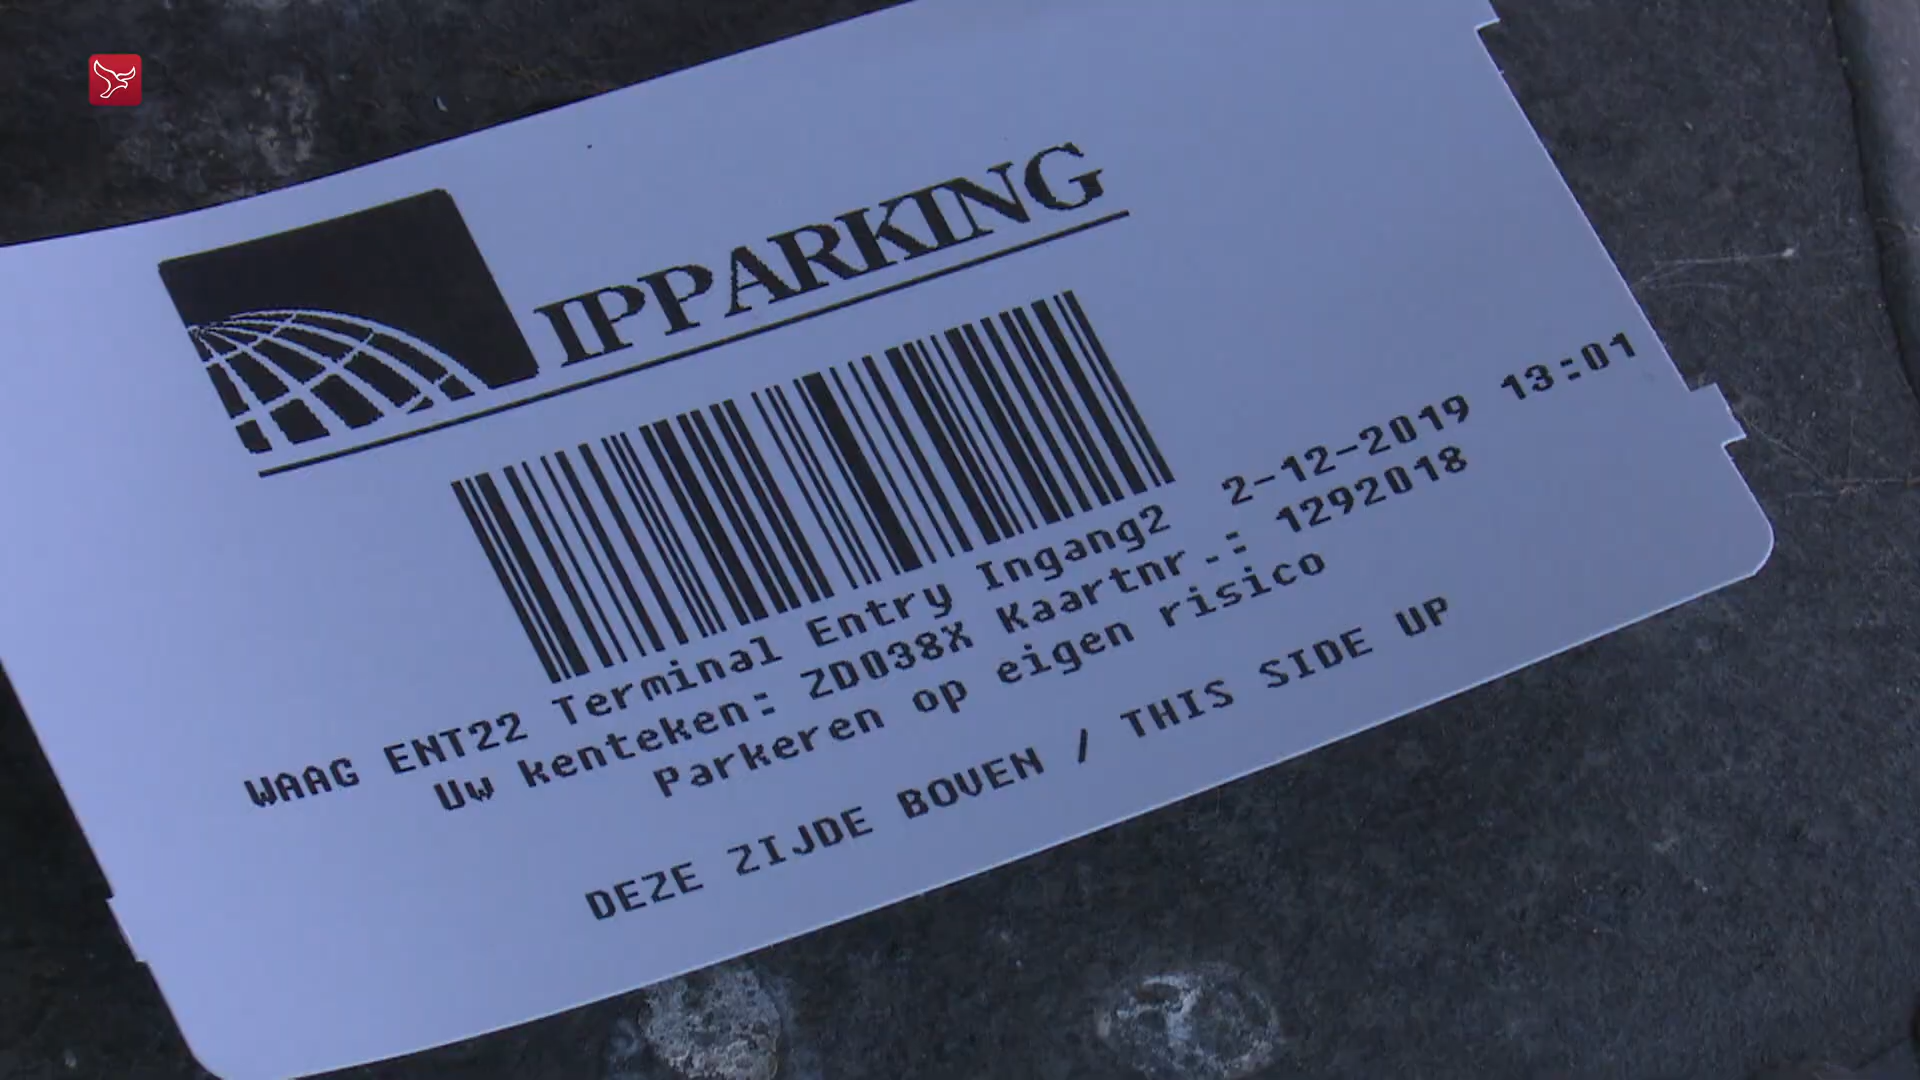 IPPARKING
WAAG ENT22 Terminal Entry Ingang2 2-12-2019 13:01
Uw kenteken: ZD038X Kaartnr.: 1292018
Parkeren op eigen risico
DEZE ZIJDE BOVEN / THIS SIDE UP